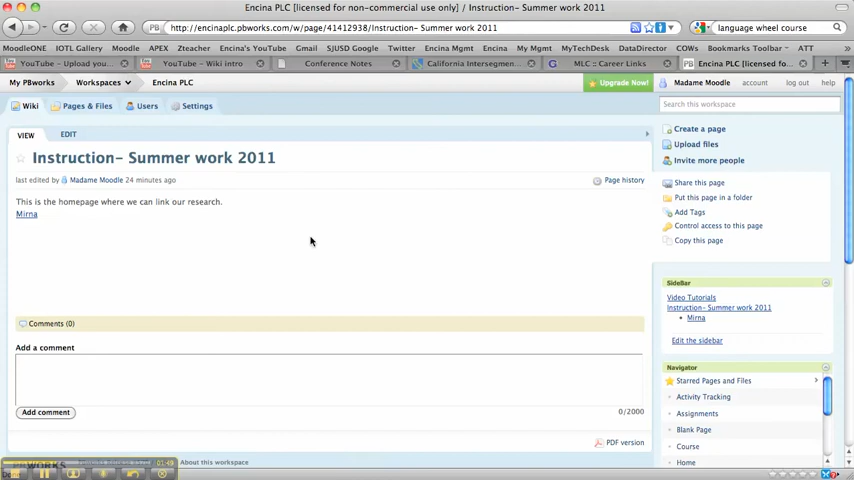 Encina PLC [licensed for non-commercial use only] / Instruction- Summer work 2011
http://encinaplc.pbworks.com/w/page/41412938/Instruction- Summer work 2011
language wheel course
MoodleONE IOTL Gallery Moodle APEX Zteacher Encina's YouTube Gmail SJUSD Google Twitter Encina Mgmt Encina My Mgmt MyTechDesk DataDirector COWs Bookmarks Toolbar ATT
YouTube - Upload you... YouTube - Wiki intro Conference Notes California Intersegmen... MLC :: Career Links Encina PLC [licensed fo...
My PBworks Workspaces Encina PLC Upgrade Now! Madame Moodle account log out help
Wiki Pages & Files Users Settings
Search this workspace
VIEW EDIT
Instruction- Summer work 2011
last edited by Madame Moodle 24 minutes ago
Page history
This is the homepage where we can link our research.
Mirna
Comments (0)
Add a comment
Add comment
0/2000
PDF version
Create a page
Upload files
Invite more people
Share this page
Put this page in a folder
Add Tags
Control access to this page
Copy this page
SideBar
Video Tutorials
Instruction- Summer work 2011
Mirna
Edit the sidebar
Navigator
Starred Pages and Files
Activity Tracking
Assignments
Blank Page
Course
Home
About this workspace
01:49